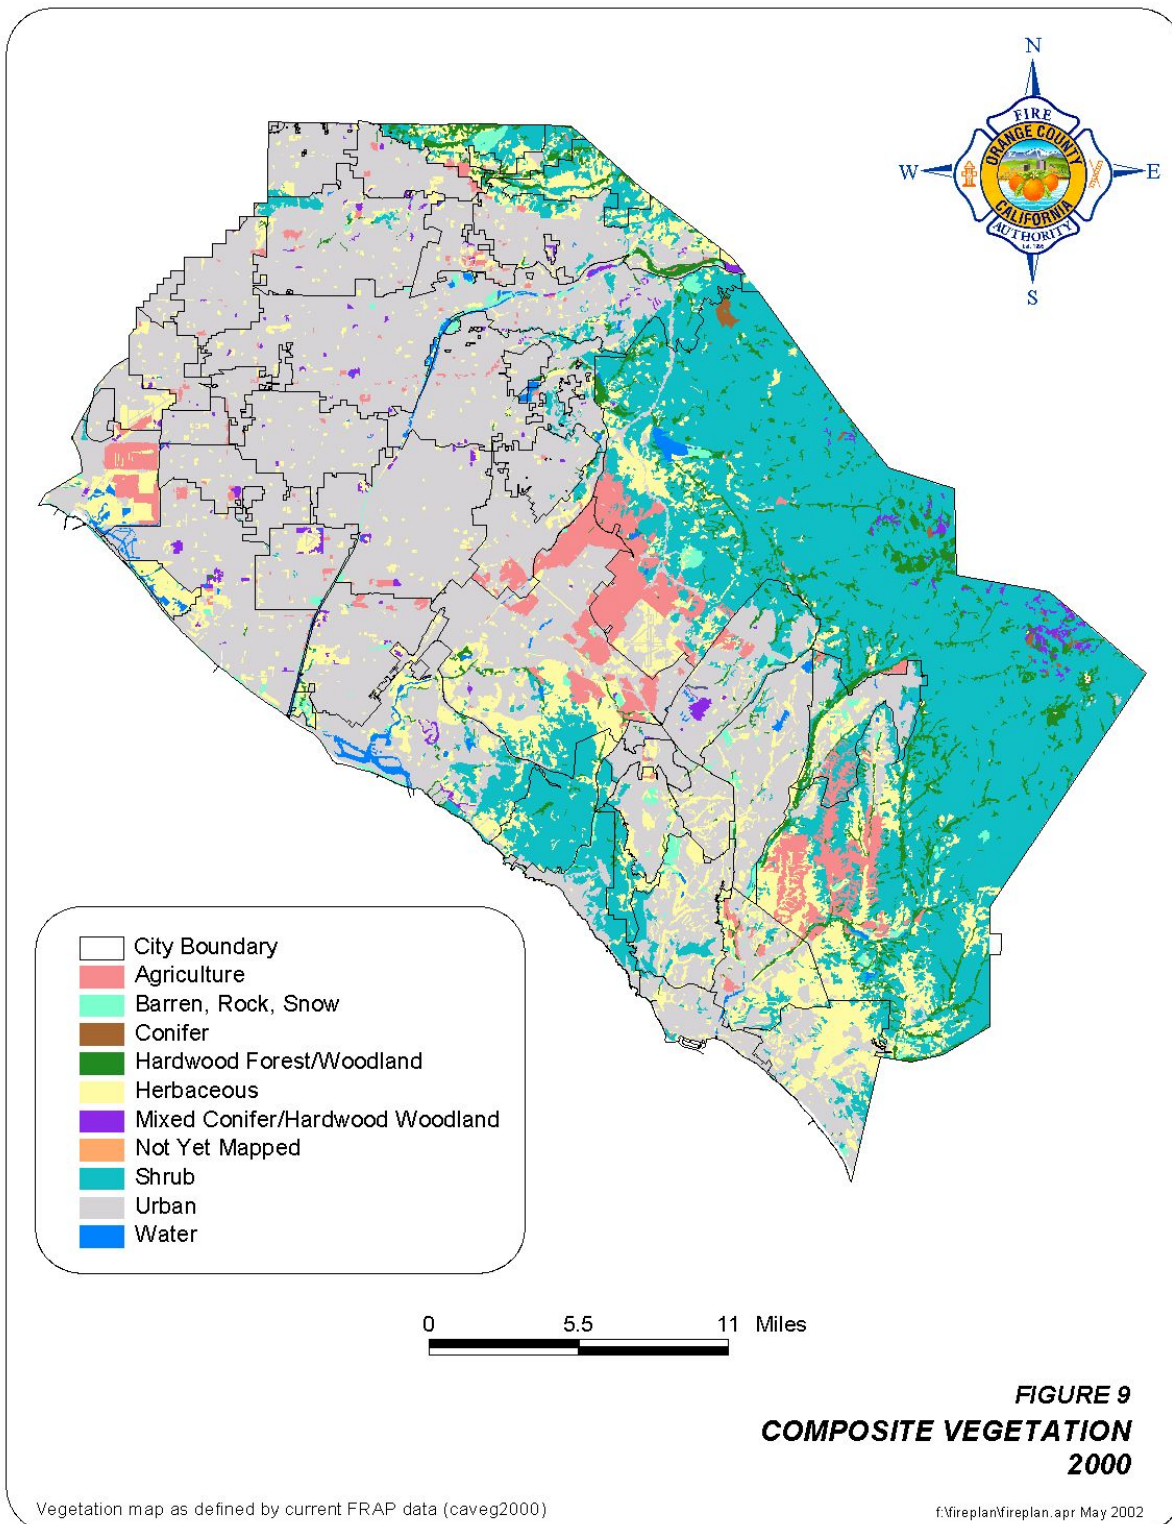 N
FIRE
ORANGE COUNTY
W
E
CALIFORNIA
AUTHORITY
S
City Boundary
Agriculture
Barren, Rock, Snow
Conifer
Hardwood Forest/Woodland
Herbaceous
Mixed Conifer/Hardwood Woodland
Not Yet Mapped
Shrub
Urban
Water
0 5.5 11 Miles
FIGURE 9
COMPOSITE VEGETATION
2000
Vegetation map as defined by current FRAP data (caveg2000)
f:\fireplan\fireplan.apr May 2002